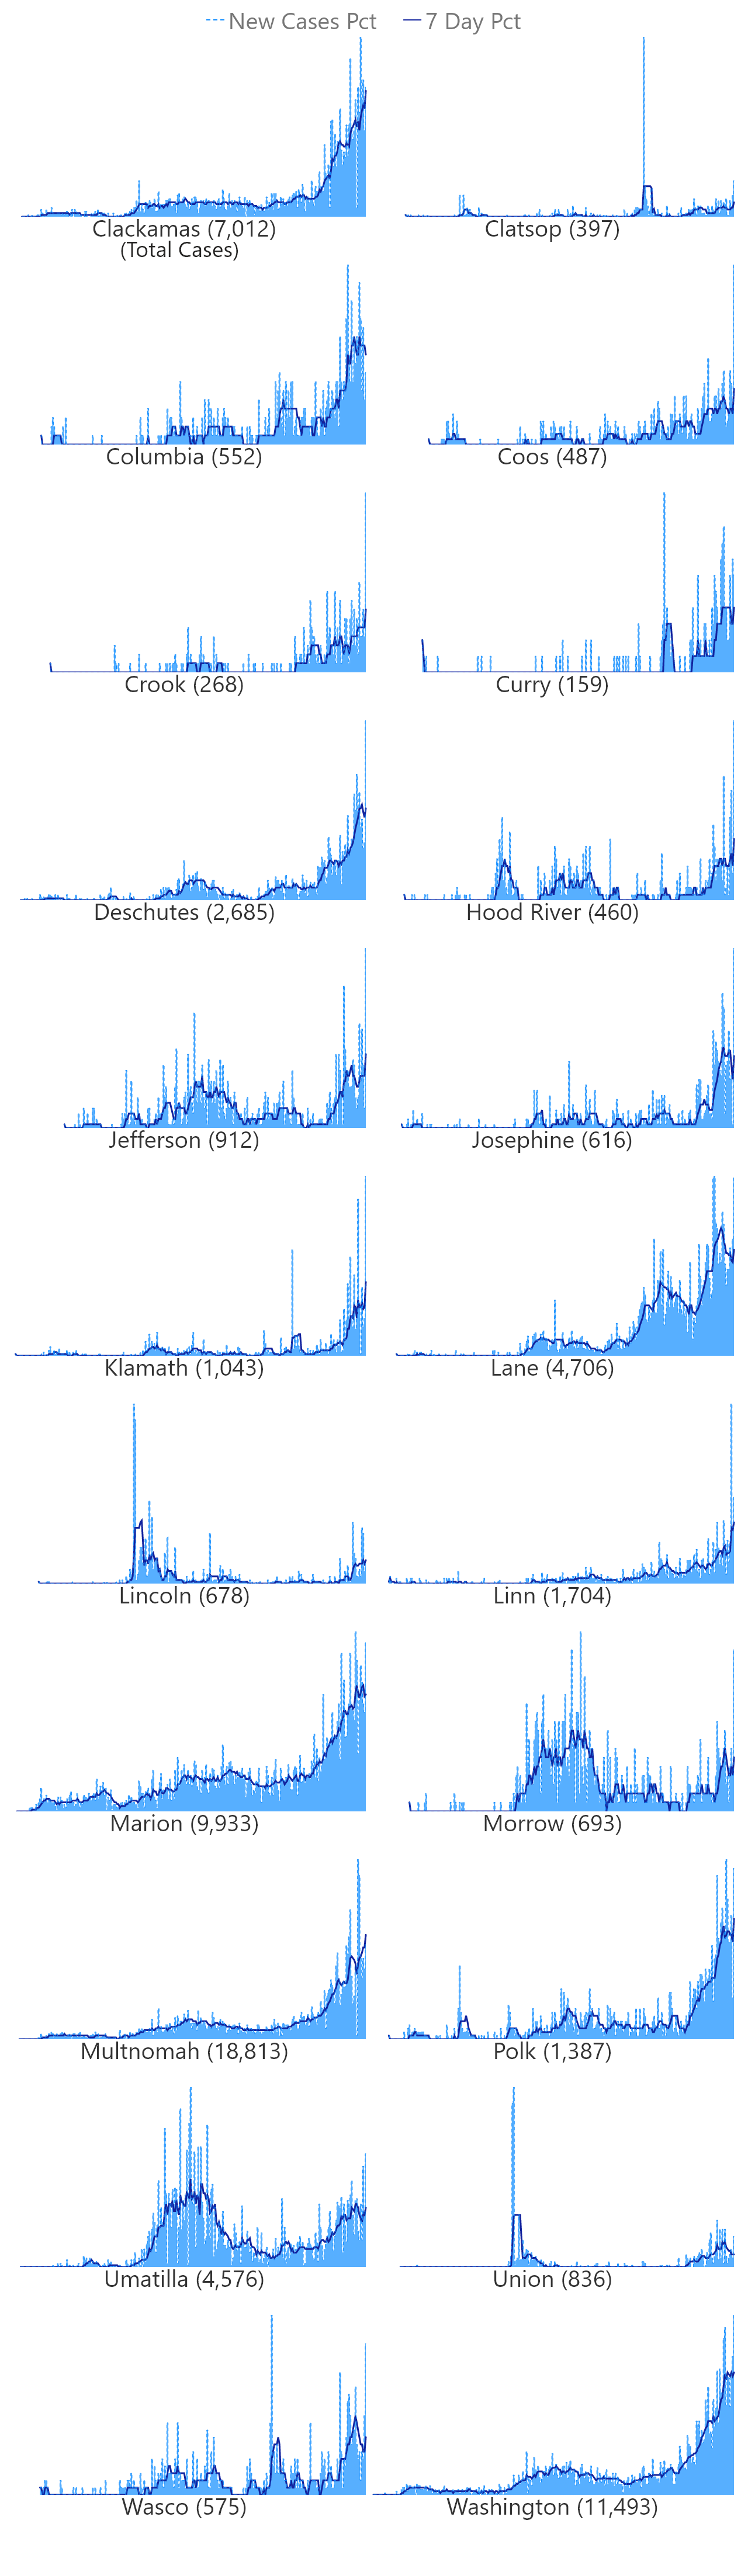 New Cases Pct 7 Day Pct
Clackamas (7,012) Clatsop (397)
(Total Cases)
Columbia (552) Coos (487)
Crook (268) Curry (159)
Deschutes (2,685) Hood River (460)
Jefferson (912) Josephine (616)
Klamath (1,043) Lane (4,706)
Lincoln (678) Linn (1,704)
Marion (9,933) Morrow (693)
Multnomah (18,813) Polk (1,387)
Umatilla (4,576) Union (836)
Wasco (575) Washington (11,493)